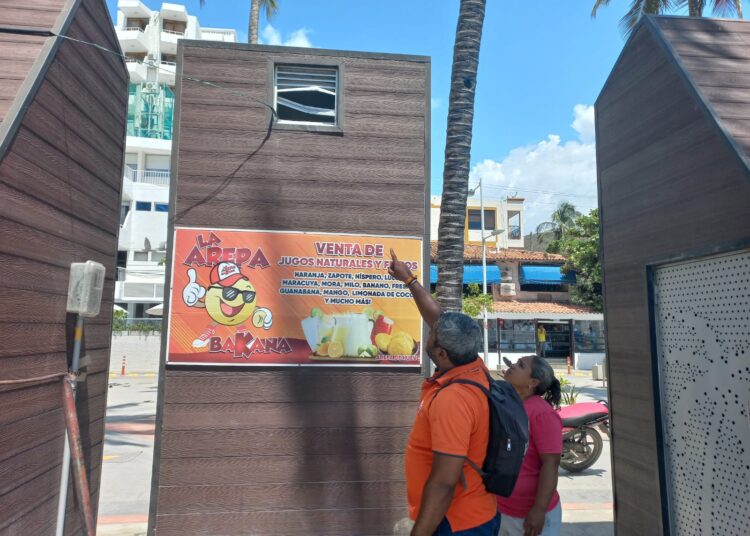 LA
AREPA
BAKANA
VENTA DE
JUGOS NATURALES Y
NARANJA, ZAPOTE, NÍSPERO,
MARACUYA, MORA, MILO, BANANO,
GUANABANA, MANGO, LIMONADA DE COCO
Y MUCHO MAS!